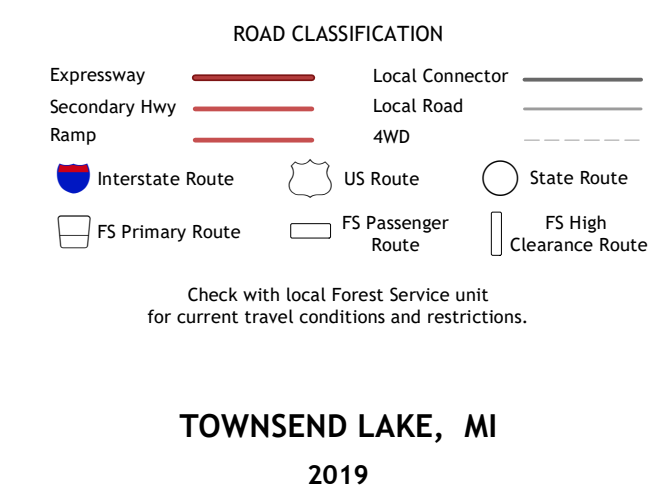 ROAD CLASSIFICATION
Expressway
Local Connector
Secondary Hwy
Local Road
Ramp
4WD
Interstate Route
US Route
State Route
FS Primary Route
FS Passenger
Route
FS High
Clearance Route
Check with local Forest Service unit
for current travel conditions and restrictions.
TOWNSEND LAKE, MI
2019